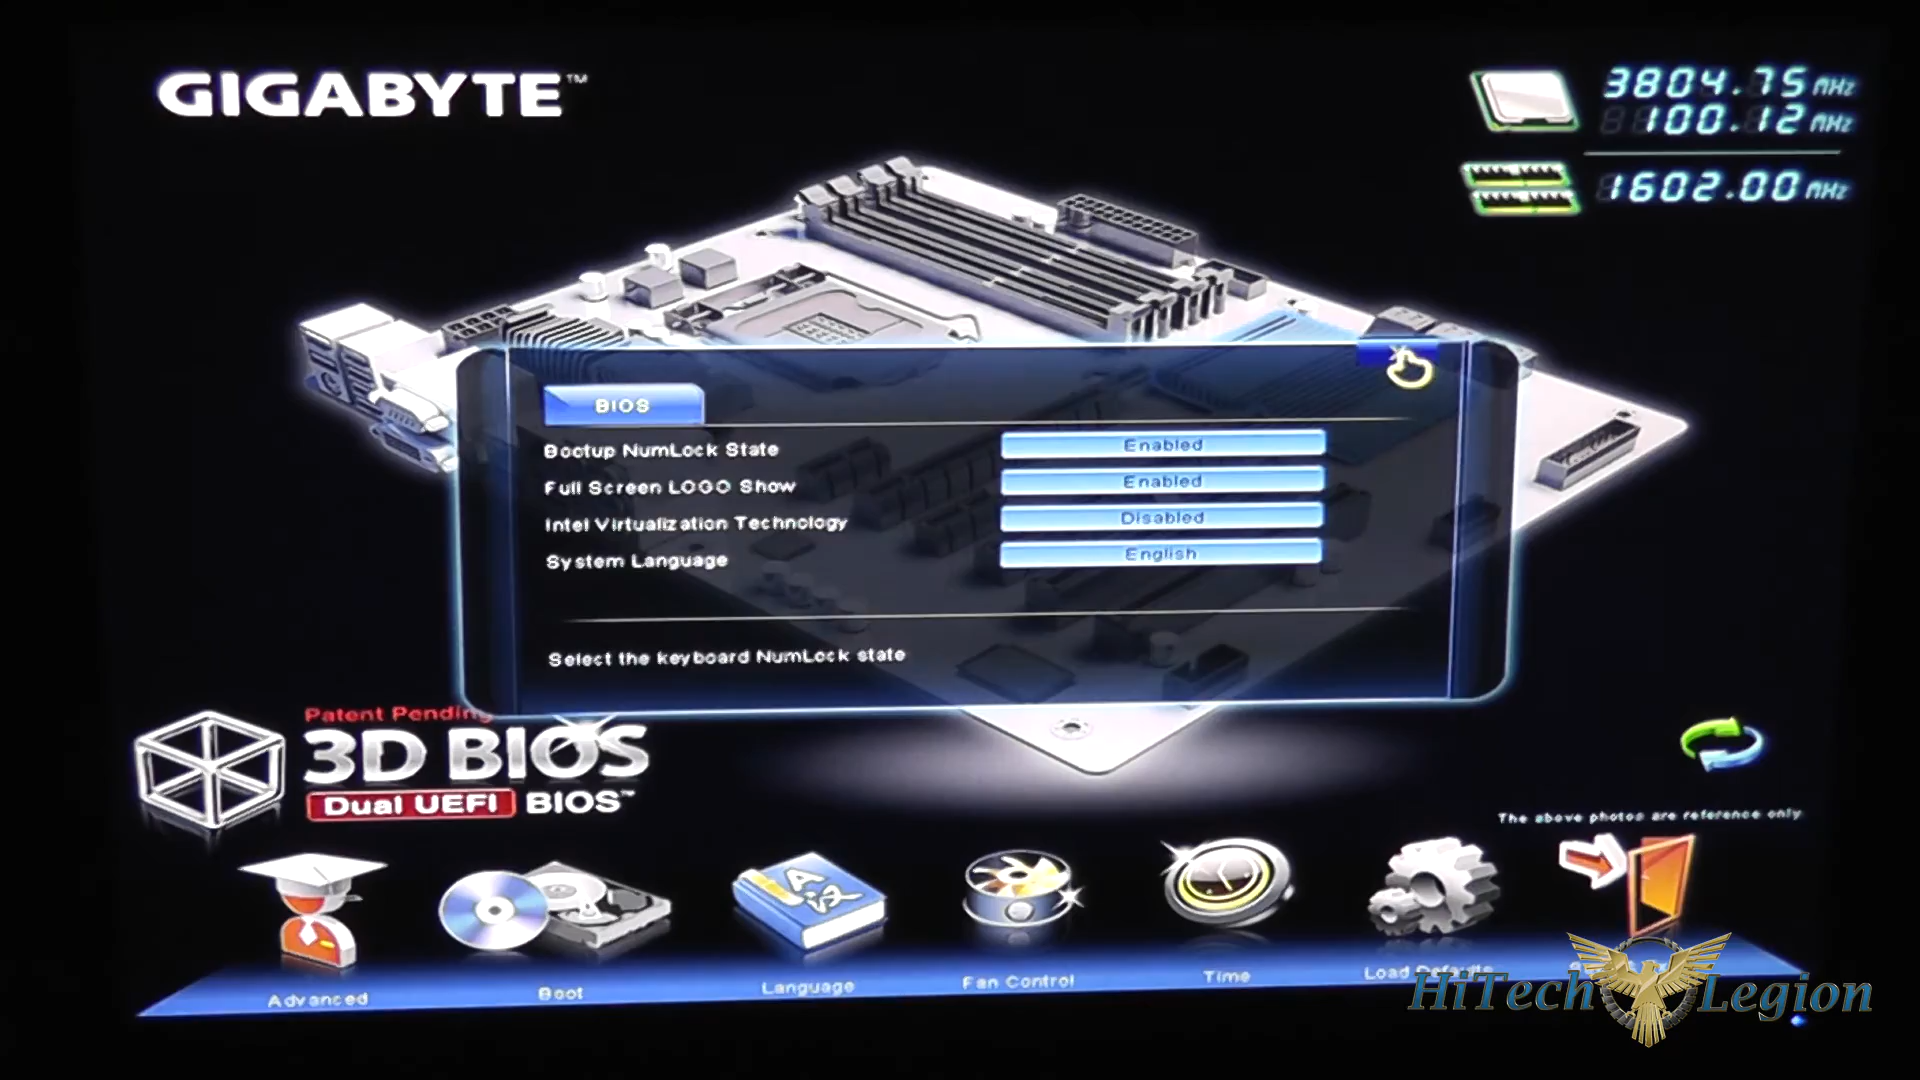 GIGABYTE™
3804.75 MHz
100.12 MHz
1602.00 MHz
BIOS
Bootup NumLock State Enabled
Full Screen LOGO Show Enabled
Intel Virtualization Technology Disabled
System Language English
Select the keyboard NumLock state
Patent Pending
3D BIOS
Dual UEFI BIOS™
The above photos are reference only
Advanced Boot Language Fan Control Time Load Defaults
HiTech Legion